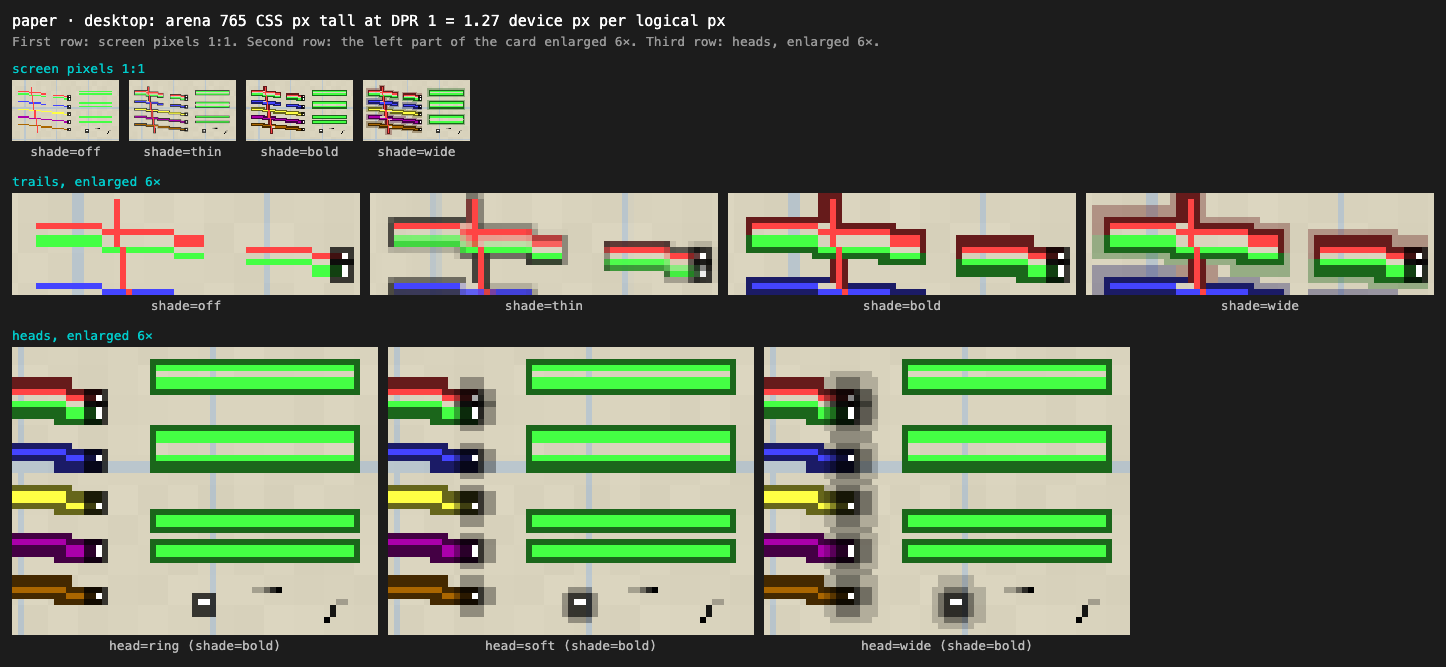 paper · desktop: arena 765 CSS px tall at DPR 1 = 1.27 device px per logical px
First row: screen pixels 1:1. Second row: the left part of the card enlarged 6×. Third row: heads, enlarged 6×.
screen pixels 1:1
shade=off shade=thin shade=bold shade=wide
trails, enlarged 6×
shade=off shade=thin shade=bold shade=wide
heads, enlarged 6×
head=ring (shade=bold) head=soft (shade=bold) head=wide (shade=bold)